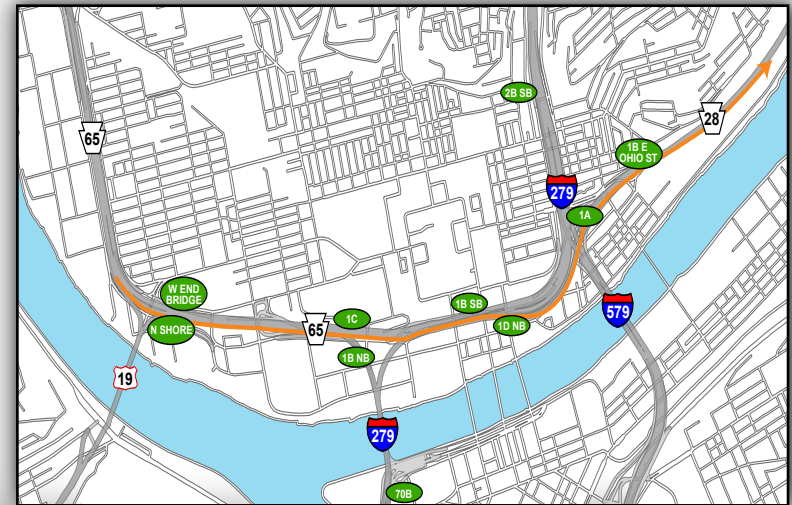 2B SB
65
28
1B E
OHIO ST
279
1A
W END
BRIDGE
N SHORE
65
1C
1B SB
1D NB
579
1B NB
19
279
70B